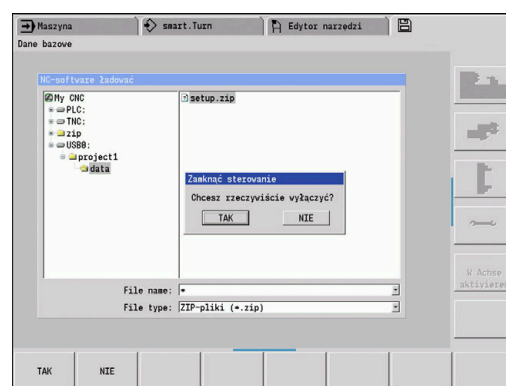 Maszyna
smart.Turn
Edytor narzędzi
Dane bazowe
NC-software ładować
My CNC
PLC:
TNC:
zip
USB0:
project1
data
setup.zip
Zamknąć sterowanie
Chcesz rzeczywiście wyłączyć?
TAK
NIE
File name: *
File type: ZIP-pliki (*.zip)
W Achse
aktivieren
TAK
NIE